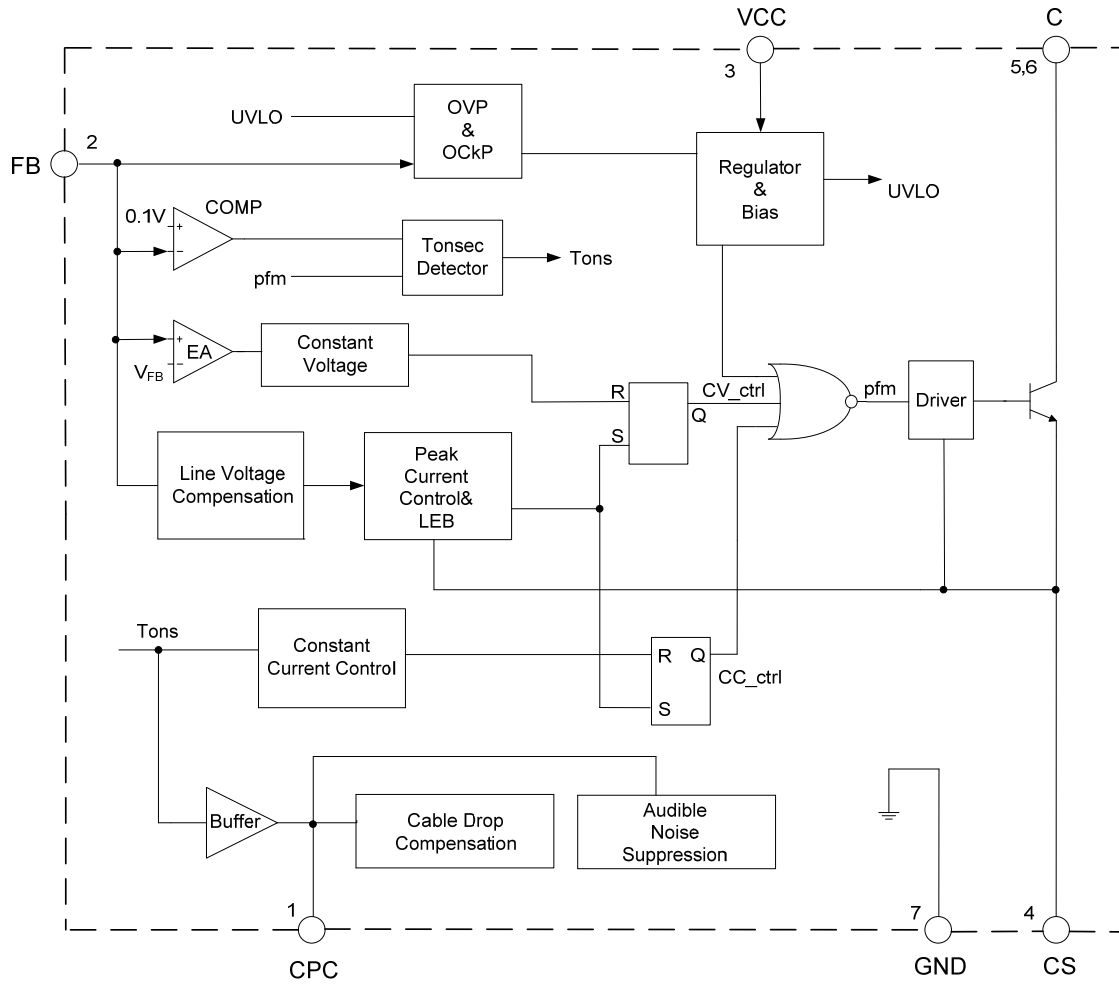 VCC
C
3
5,6
OVP
&
OCkP
UVLO
2
FB
Regulator
&
Bias
UVLO
0.1V
+
−
COMP
Tonsec
Detector
Tons
pfm
+
−
EA
VFB
Constant
Voltage
R
S
Q
CV_ctrl
pfm
Driver
Line Voltage
Compensation
Peak
Current
Control&
LEB
Tons
Constant
Current Control
R
Q
S
CC_ctrl
Buffer
Cable Drop
Compensation
Audible
Noise
Suppression
1
7
4
CPC
GND
CS